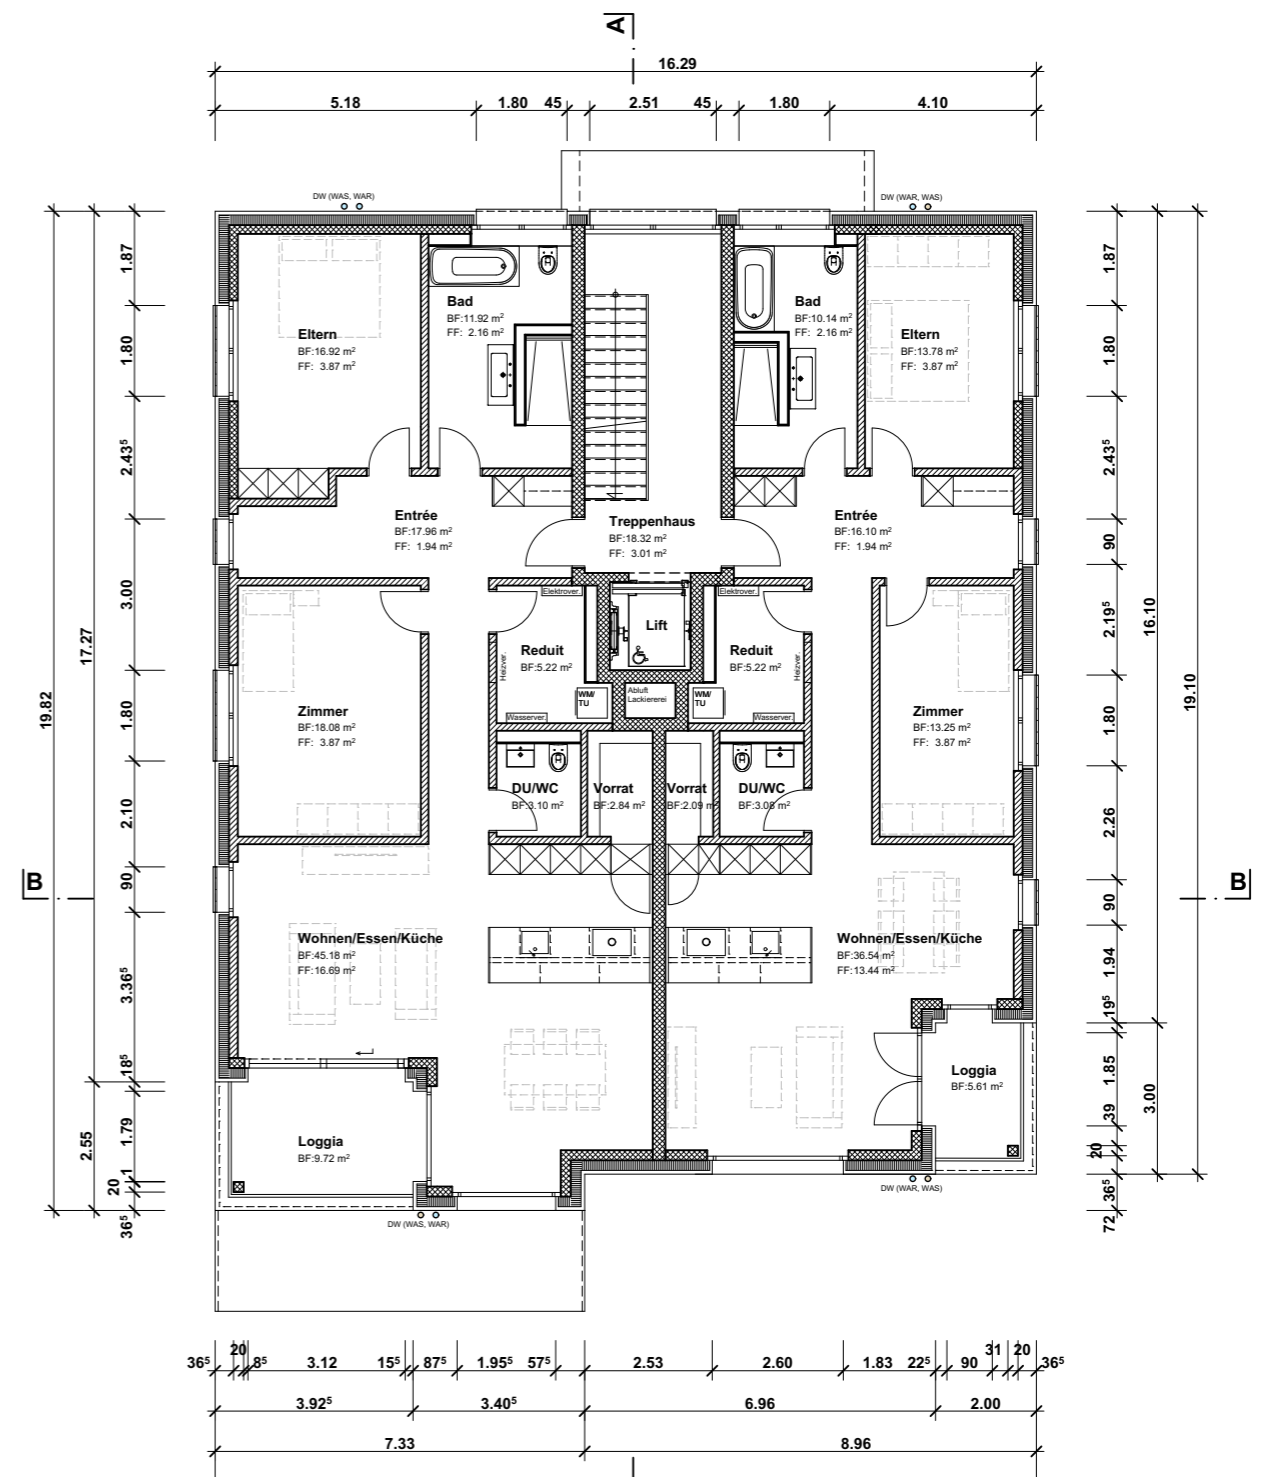 A
16.29
5.18 1.80 45 2.51 45 1.80 4.10
DW (WAS, WAR)
DW (WAR, WAS)
Bad
BF:11.92 m²
FF: 2.16 m²
Bad
BF:10.14 m²
FF: 2.16 m²
Eltern
BF:16.92 m²
FF: 3.87 m²
Eltern
BF:13.78 m²
FF: 3.87 m²
Entrée
BF:17.96 m²
FF: 1.94 m²
Treppenhaus
BF:18.32 m²
FF: 3.01 m²
Entrée
BF:16.10 m²
FF: 1.94 m²
Elektrover.
Lift
Elektrover.
Reduit
BF:5.22 m²
Heizver.
WM/
TU
Wasserver.
Abluft
Lackiererei
Reduit
BF:5.22 m²
Heizver.
WM/
TU
Wasserver.
Zimmer
BF:18.08 m²
FF: 3.87 m²
Zimmer
BF:13.25 m²
FF: 3.87 m²
DU/WC
BF:3.10 m²
Vorrat
BF:2.84 m²
Vorrat
BF:2.09 m²
DU/WC
BF:3.08 m²
B
B
Wohnen/Essen/Küche
BF:45.18 m²
FF:16.69 m²
Wohnen/Essen/Küche
BF:36.54 m²
FF:13.44 m²
Loggia
BF:5.61 m²
Loggia
BF:9.72 m²
DW (WAR, WAS)
DW (WAS, WAR)
19.82
17.27
2.55
1.87
1.80
2.43⁵
3.00
1.80
2.10
90
3.36⁵
18⁵
1.79
1
20
36⁵
1.87
1.80
2.43⁵
90
2.19⁵
1.80
2.26
90
1.94
19⁵
1.85
39
20
36⁵
72
16.10
3.00
19.10
36⁵ 20 8⁵ 3.12 15⁵ 87⁵ 1.95⁵ 57⁵ 2.53 2.60 1.83 22⁵ 90 31 20 36⁵
3.92⁵ 3.40⁵ 6.96 2.00
7.33 8.96